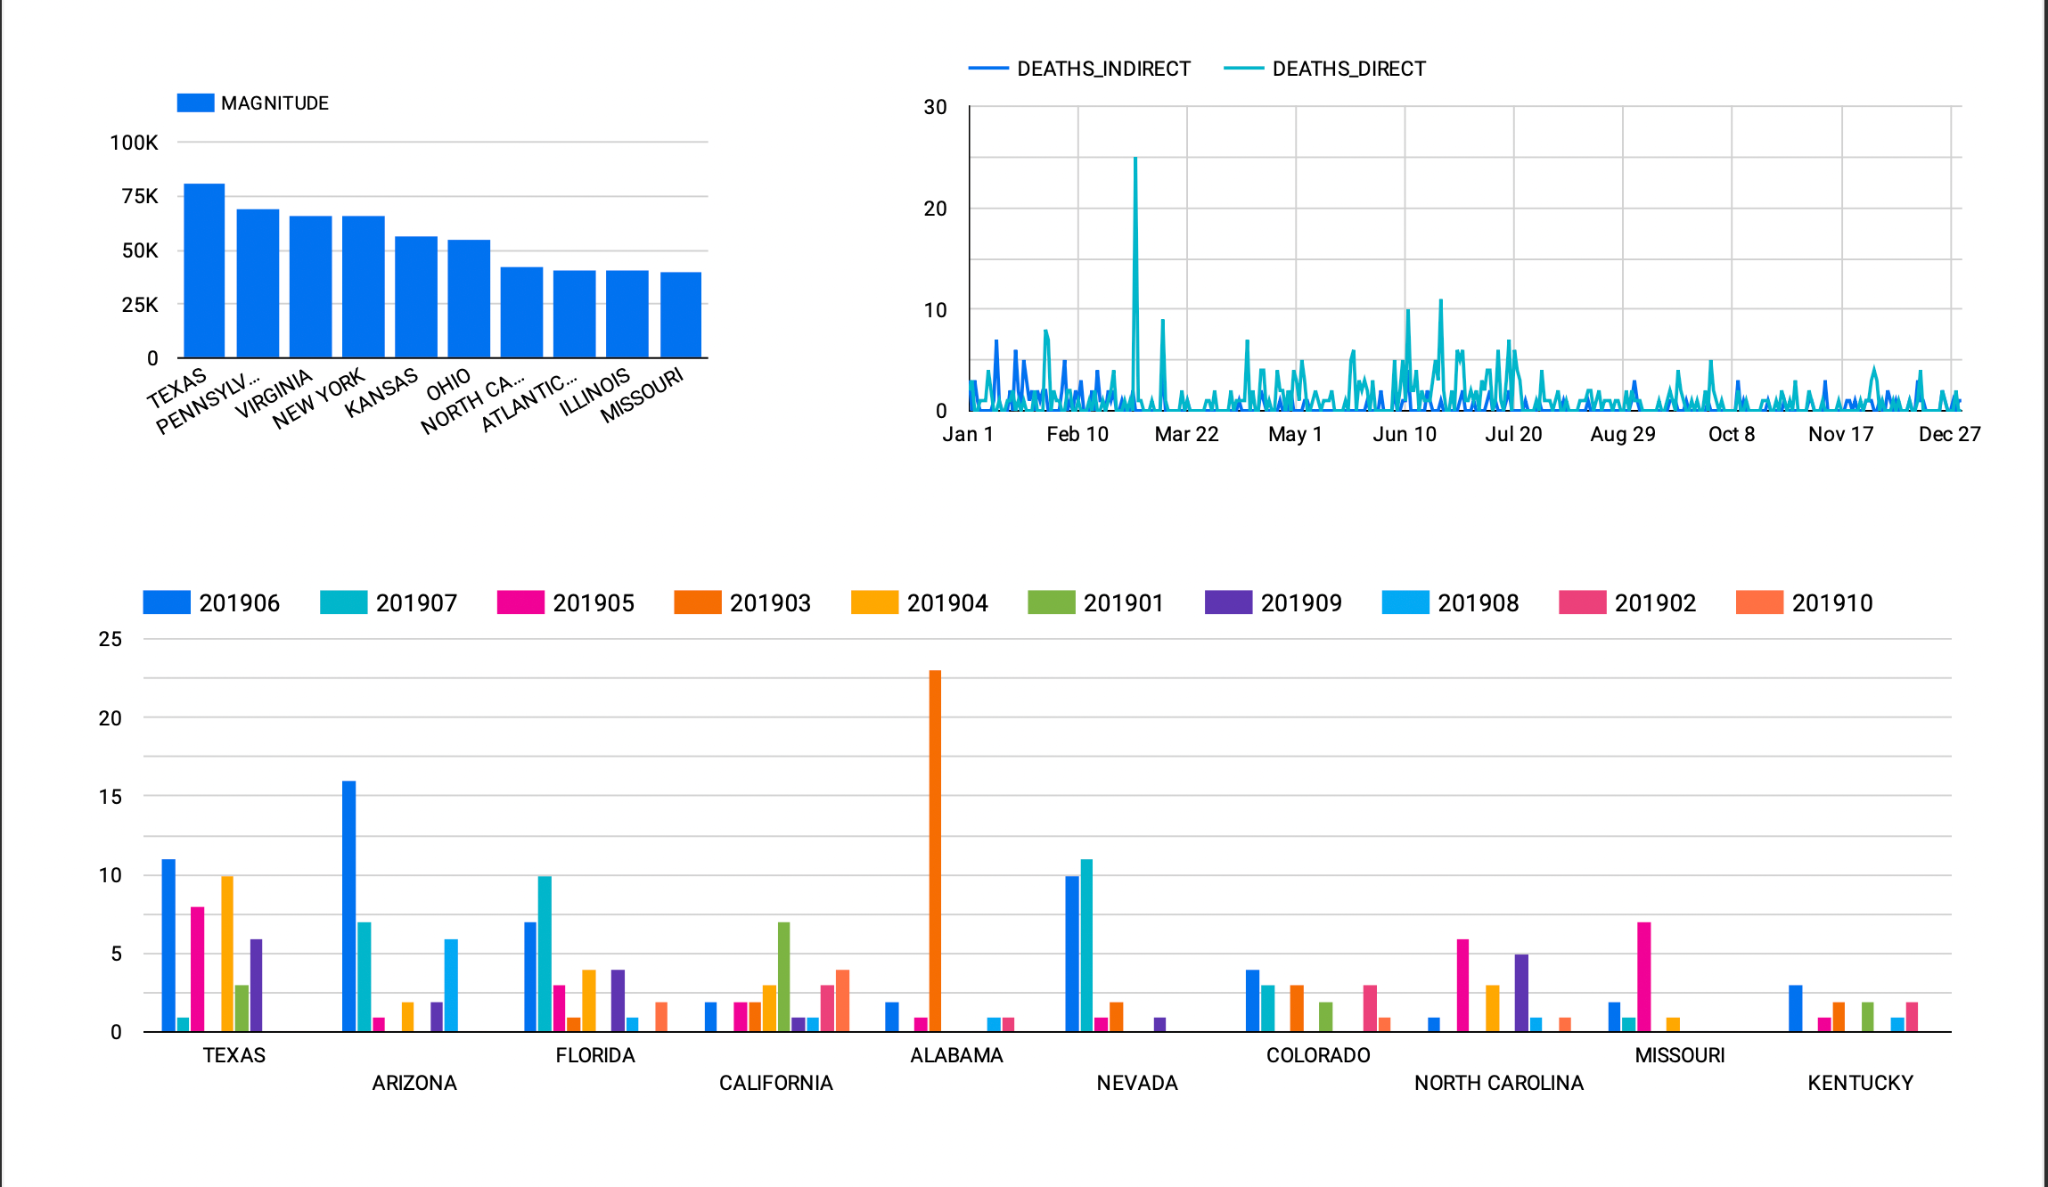 MAGNITUDE
100K
75K
50K
25K
0
TEXAS
PENNSYLV...
VIRGINIA
NEW YORK
KANSAS
OHIO
NORTH CA...
ATLANTIC...
ILLINOIS
MISSOURI
DEATHS_INDIRECT DEATHS_DIRECT
30
20
10
0
Jan 1 Feb 10 Mar 22 May 1 Jun 10 Jul 20 Aug 29 Oct 8 Nov 17 Dec 27
201906 201907 201905 201903 201904 201901 201909 201908 201902 201910
25
20
15
10
5
0
TEXAS FLORIDA ALABAMA COLORADO MISSOURI
ARIZONA CALIFORNIA NEVADA NORTH CAROLINA KENTUCKY